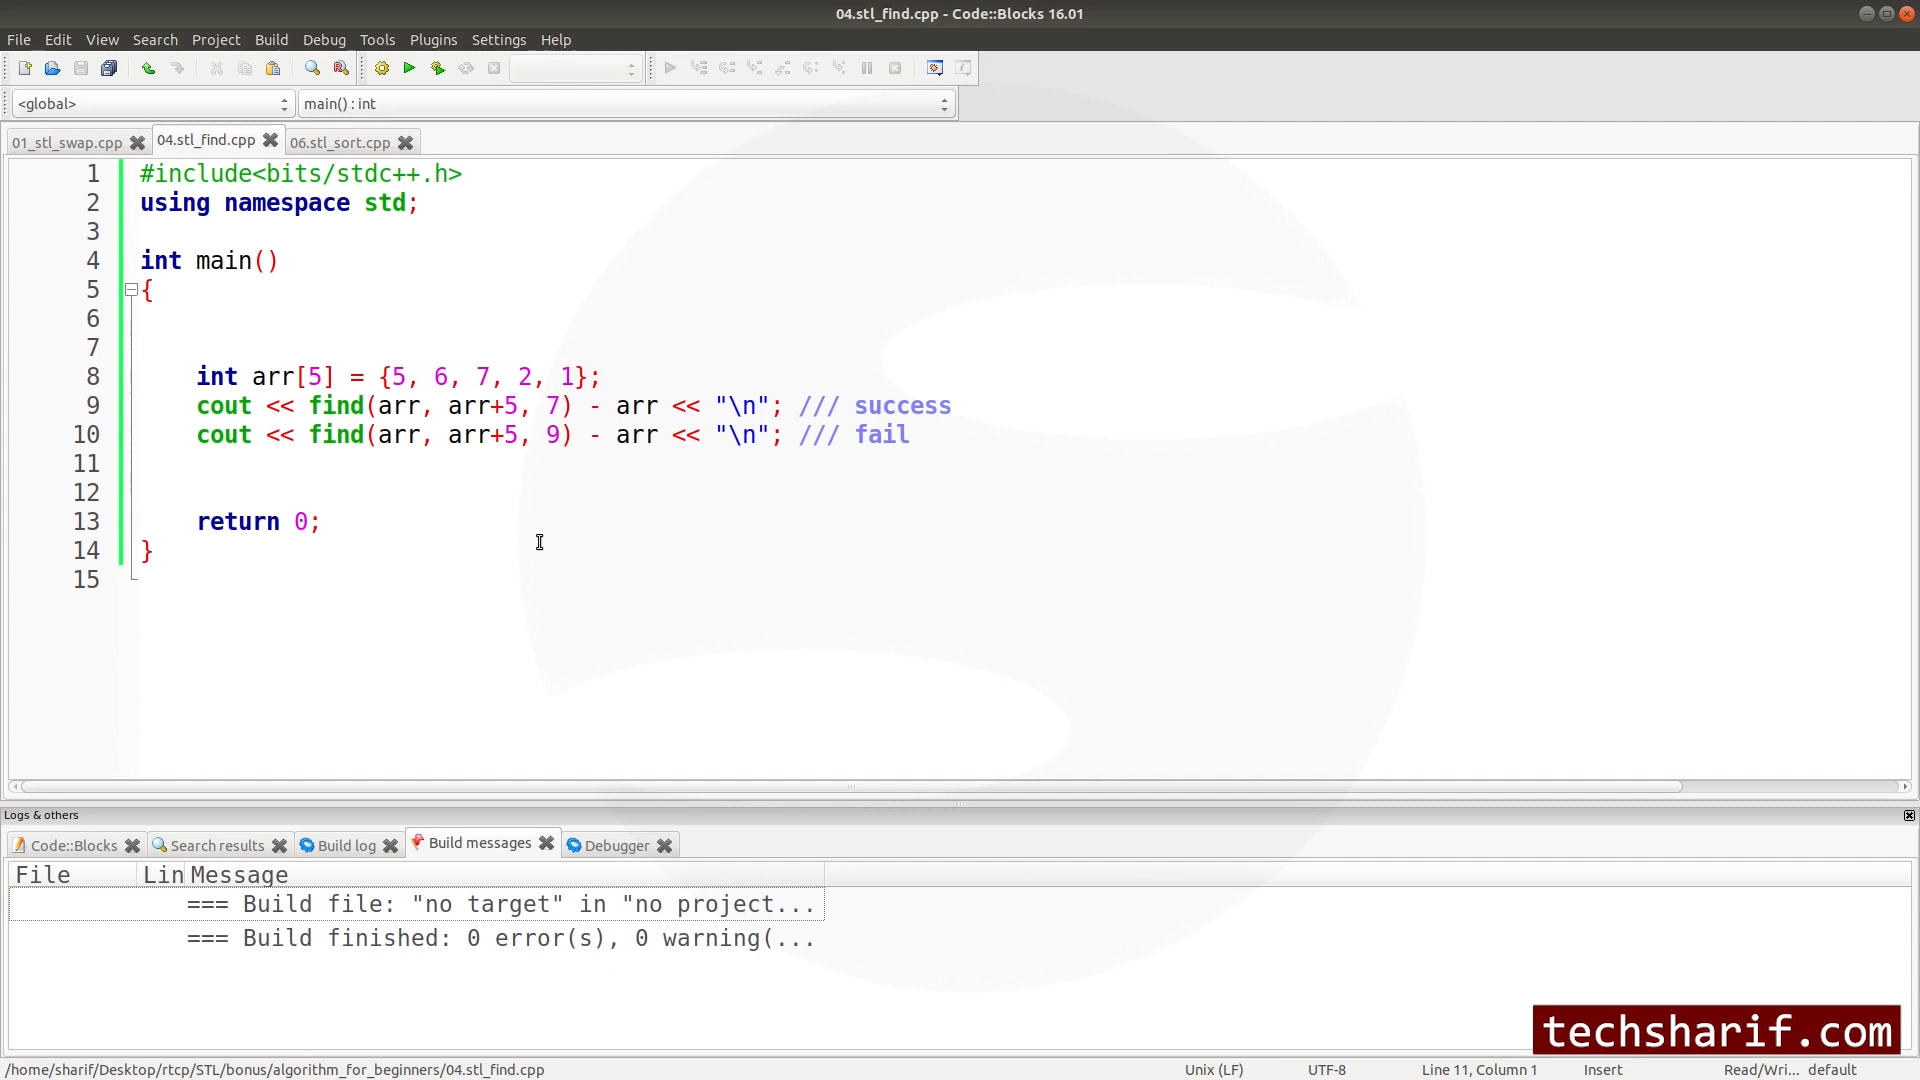 04.stl_find.cpp - Code::Blocks 16.01
File Edit View Search Project Build Debug Tools Plugins Settings Help
<global> main() : int
01_stl_swap.cpp 04.stl_find.cpp 06.stl_sort.cpp
1 #include<bits/stdc++.h>
2 using namespace std;
3
4 int main()
5 {
6
7
8 int arr[5] = {5, 6, 7, 2, 1};
9 cout << find(arr, arr+5, 7) - arr << "\n"; /// success
10 cout << find(arr, arr+5, 9) - arr << "\n"; /// fail
11
12
13 return 0;
14 }
15
Logs & others
Code::Blocks Search results Build log Build messages Debugger
File Lin Message
=== Build file: "no target" in "no project...
=== Build finished: 0 error(s), 0 warning(...
techsharif.com
/home/sharif/Desktop/rtcp/STL/bonus/algorithm_for_beginners/04.stl_find.cpp Unix (LF) UTF-8 Line 11, Column 1 Insert Read/Wri... default